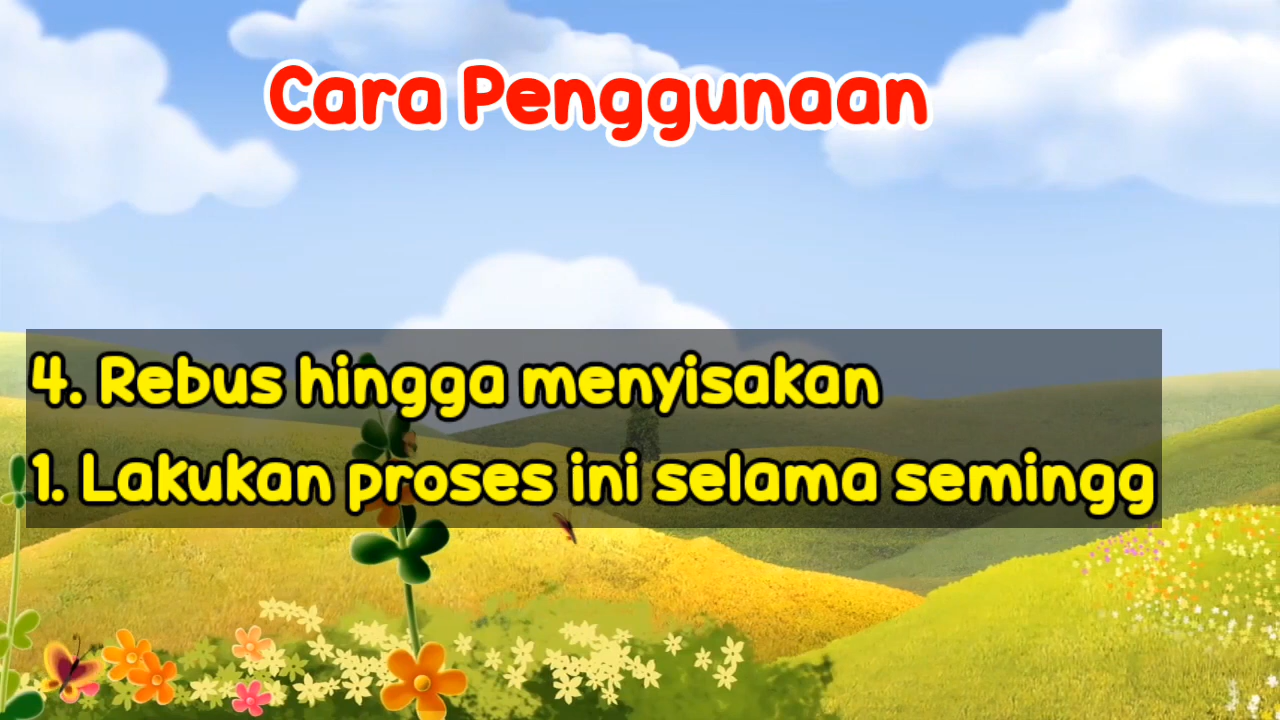 Cara Penggunaan
4. Rebus hingga menyisakan
1. Lakukan proses ini selama semingg